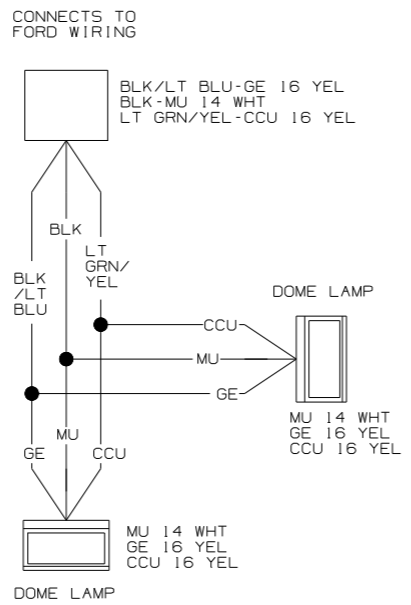 CONNECTS TO
FORD WIRING
BLK/LT BLU-GE 16 YEL
BLK-MU 14 WHT
LT GRN/YEL-CCU 16 YEL
BLK
LT
GRN/
YEL
BLK
/LT
BLU
DOME LAMP
CCU
MU
GE
MU 14 WHT
GE 16 YEL
CCU 16 YEL
MU
GE
CCU
MU 14 WHT
GE 16 YEL
CCU 16 YEL
DOME LAMP